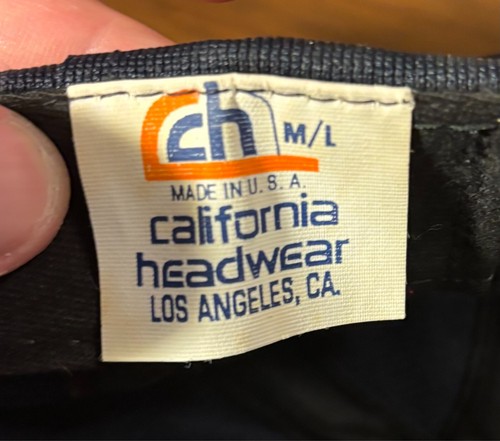 ch M/L
MADE IN U.S.A.
california
headwear
LOS ANGELES, CA.